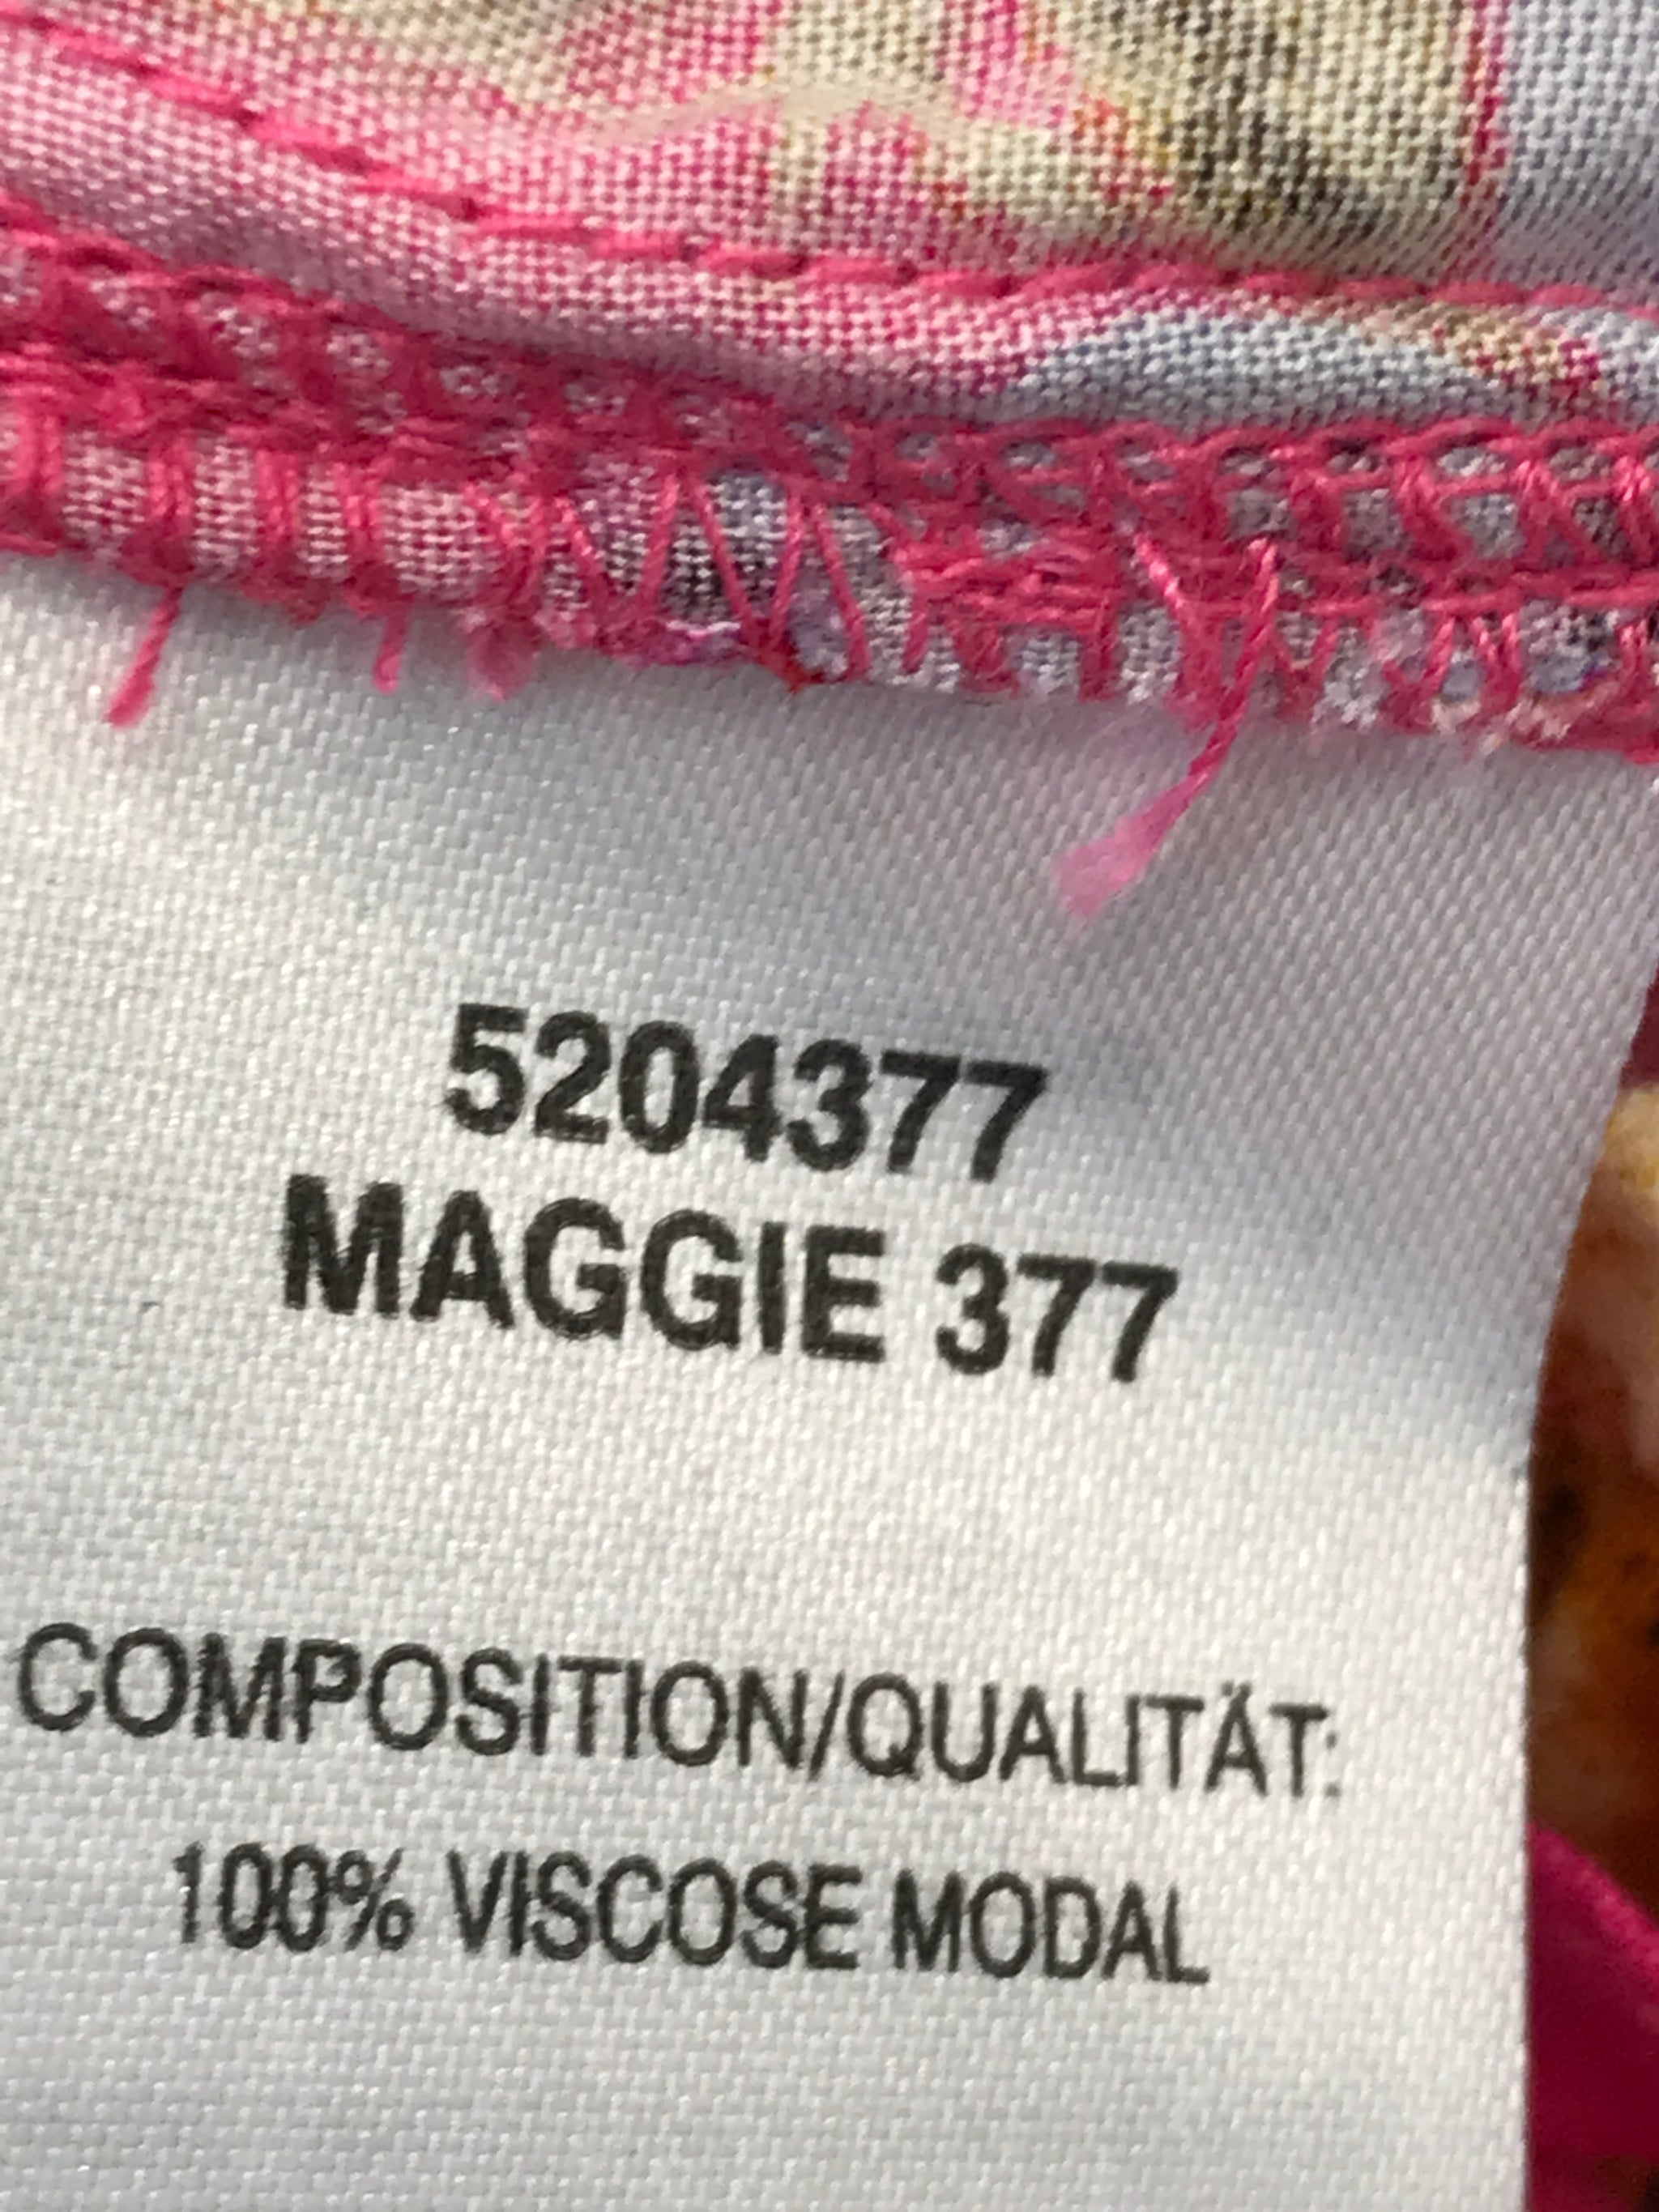 5204377
MAGGIE 377
COMPOSITION/QUALITÄT:
100% VISCOSE MODAL